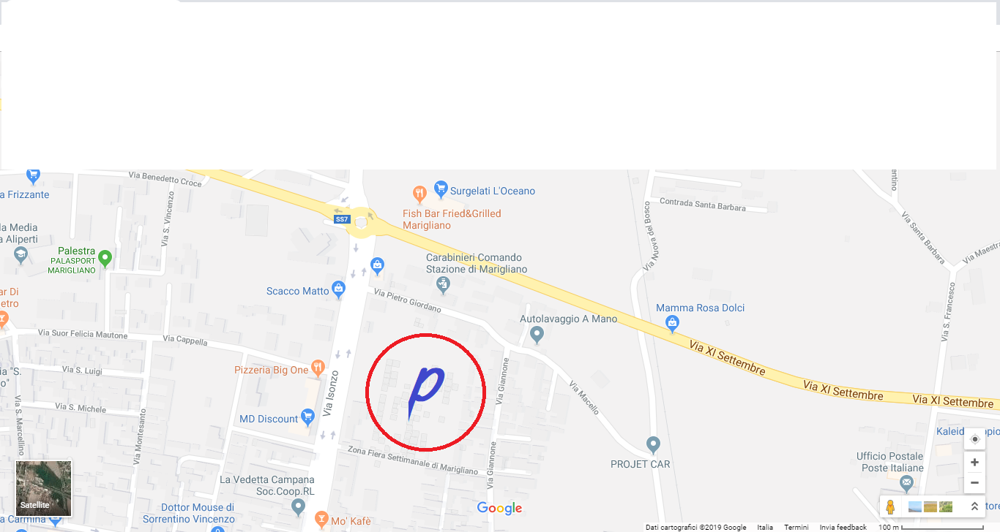 Via Benedetto Croce
a Frizzante
Surgelati L'Oceano
Fish Bar Fried&Grilled
Marigliano
SS7
Contrada Santa Barbara
Via Nuova del Bosco
Via Santa Barbara
Via Maestra
entino
Via S. Vincenzo
la Media
a Aliperti
Palestra
PALASPORT
MARIGLIANO
Carabinieri Comando
Stazione di Marigliano
Scacco Matto
Via Pietro Giordano
ar Di
etro
Autolavaggio A Mano
Mamma Rosa Dolci
Via S. Francesco
Via Suor Felicia Mautone
Via Cappella
Via XI Settembre
Via XI Settembre
Via XI Settembre
Pizzeria Big One
Via S. Luigi
ia "S.
o"
p
Via Isonzo
Via Giannone
Via Macello
Via S. Michele
MD Discount
Via S. Marcellino
Via Montesanto
Zona Fiera Settimanale di Marigliano
Via Giannone
PROJET CAR
Kaleid
opio
Ufficio Postale
Poste Italiane
La Vedetta Campana
Soc.Coop.RL
Satellite
Dottor Mouse di
Sorrentino Vincenzo
Carmina
Mo' Kafè
Google
tore
Dati cartografici ©2019 Google Italia Termini Invia feedback 100 m